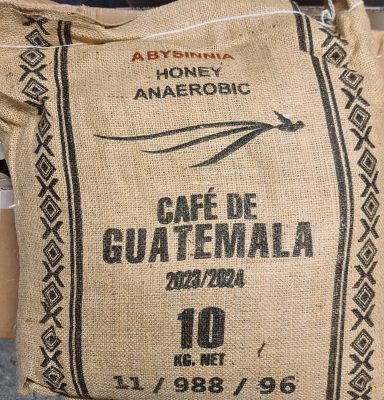 ABYSINNIA
HONEY
ANAEROBIC
CAFÉ DE
GUATEMALA
2023/2024
10
KG. NET
11 / 988 / 96